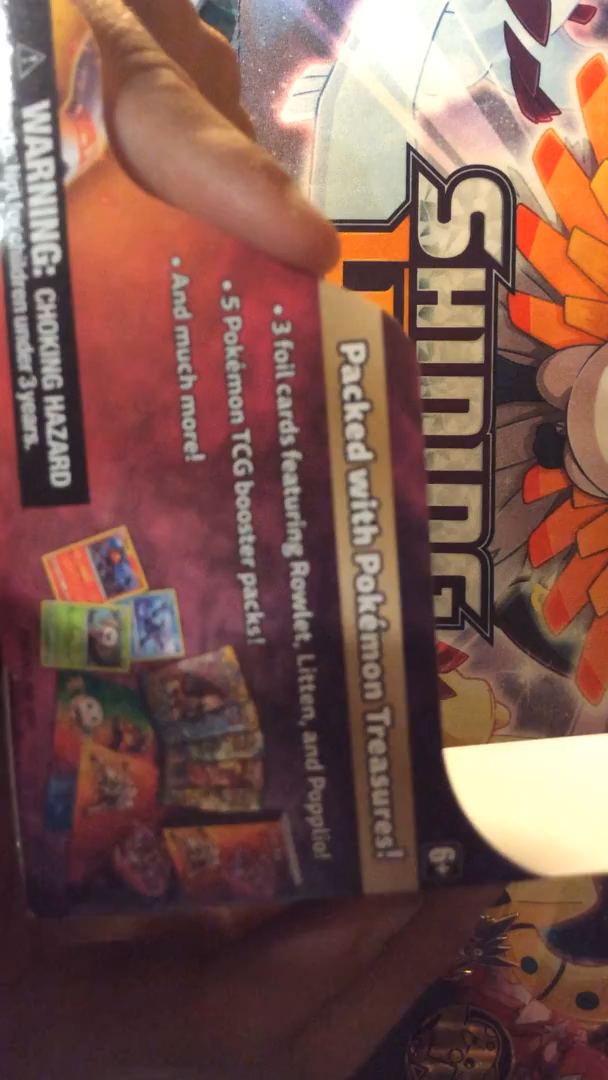 Packed with Pokémon Treasures!
• 3 foil cards featuring Rowlet, Litten, and Popplio!
• 5 Pokémon TCG booster packs!
• And much more!
WARNING: CHOKING HAZARD
children under 3 years.
6+
SHINING